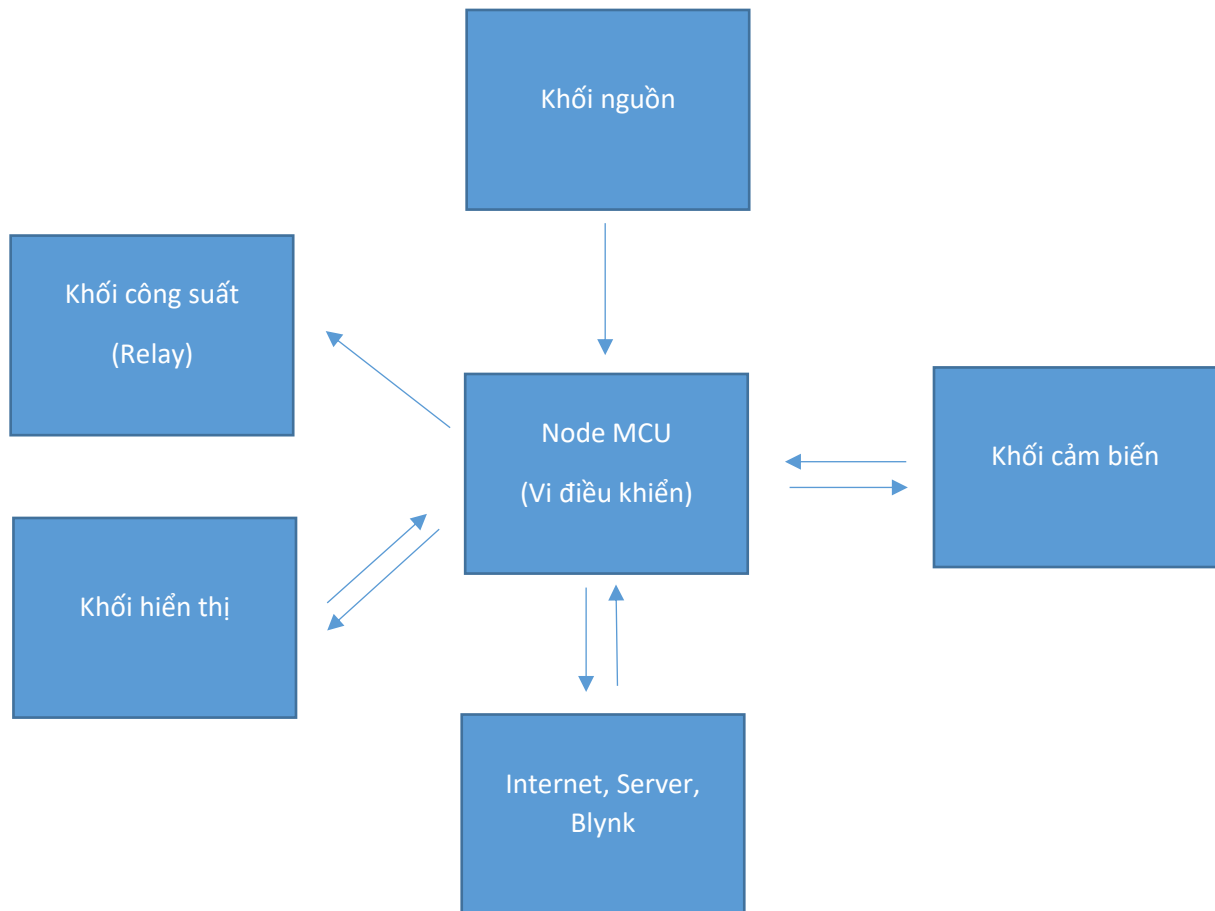 Khối nguồn
Khối công suất
(Relay)
Node MCU
(Vi điều khiển)
Khối cảm biến
Khối hiển thị
Internet, Server,
Blynk